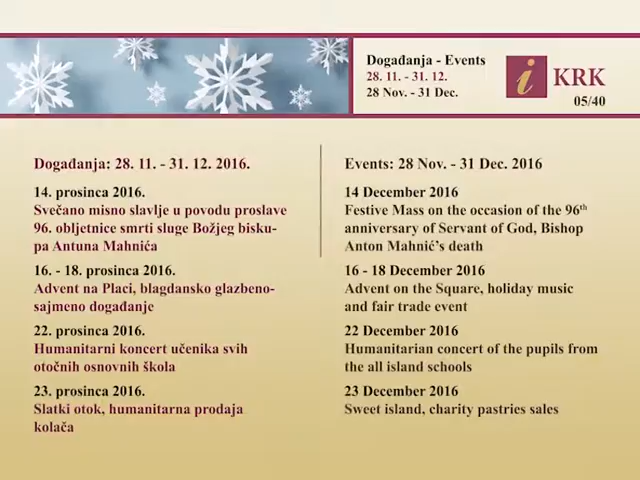 Događanja - Events
28. 11. - 31. 12.
28 Nov. - 31 Dec.
i KRK
05/40
Događanja: 28. 11. - 31. 12. 2016.
14. prosinca 2016.
Svečano misno slavlje u povodu proslave
96. obljetnice smrti sluge Božjeg bisku-
pa Antuna Mahnića
16. - 18. prosinca 2016.
Advent na Placi, blagdansko glazbeno-
sajmeno događanje
22. prosinca 2016.
Humanitarni koncert učenika svih
otočnih osnovnih škola
23. prosinca 2016.
Slatki otok, humanitarna prodaja
kolača
Events: 28 Nov. - 31 Dec. 2016
14 December 2016
Festive Mass on the occasion of the 96th
anniversary of Servant of God, Bishop
Anton Mahnić’s death
16 - 18 December 2016
Advent on the Square, holiday music
and fair trade event
22 December 2016
Humanitarian concert of the pupils from
the all island schools
23 December 2016
Sweet island, charity pastries sales